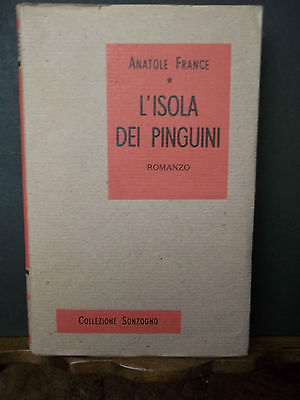 ANATOLE FRANCE
*
L'ISOLA
DEI PINGUINI
ROMANZO
COLLEZIONE SONZOGNO